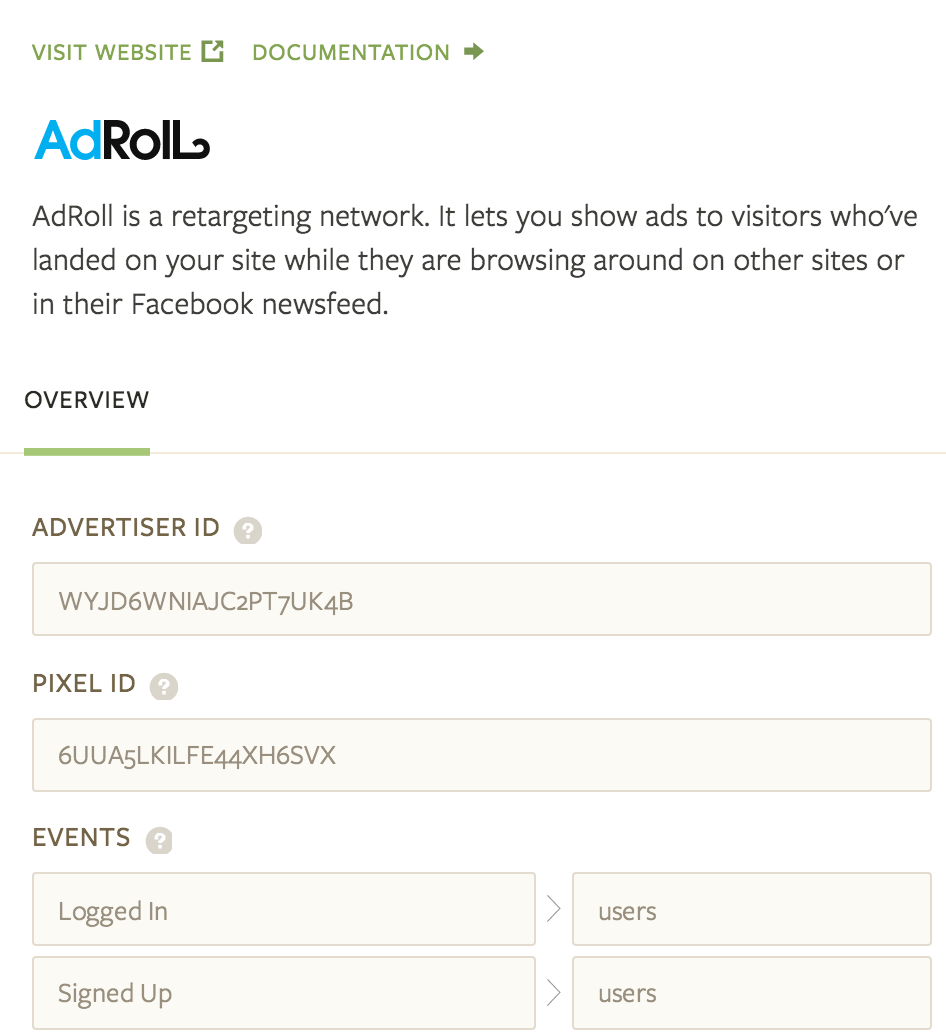 VISIT WEBSITE DOCUMENTATION
AdRoll
AdRoll is a retargeting network. It lets you show ads to visitors who've
landed on your site while they are browsing around on other sites or
in their Facebook newsfeed.
OVERVIEW
ADVERTISER ID ?
WYJD6WNIAJC2PT7UK4B
PIXEL ID ?
6UUA5LKILFE44XH6SVX
EVENTS ?
Logged In > users
Signed Up > users